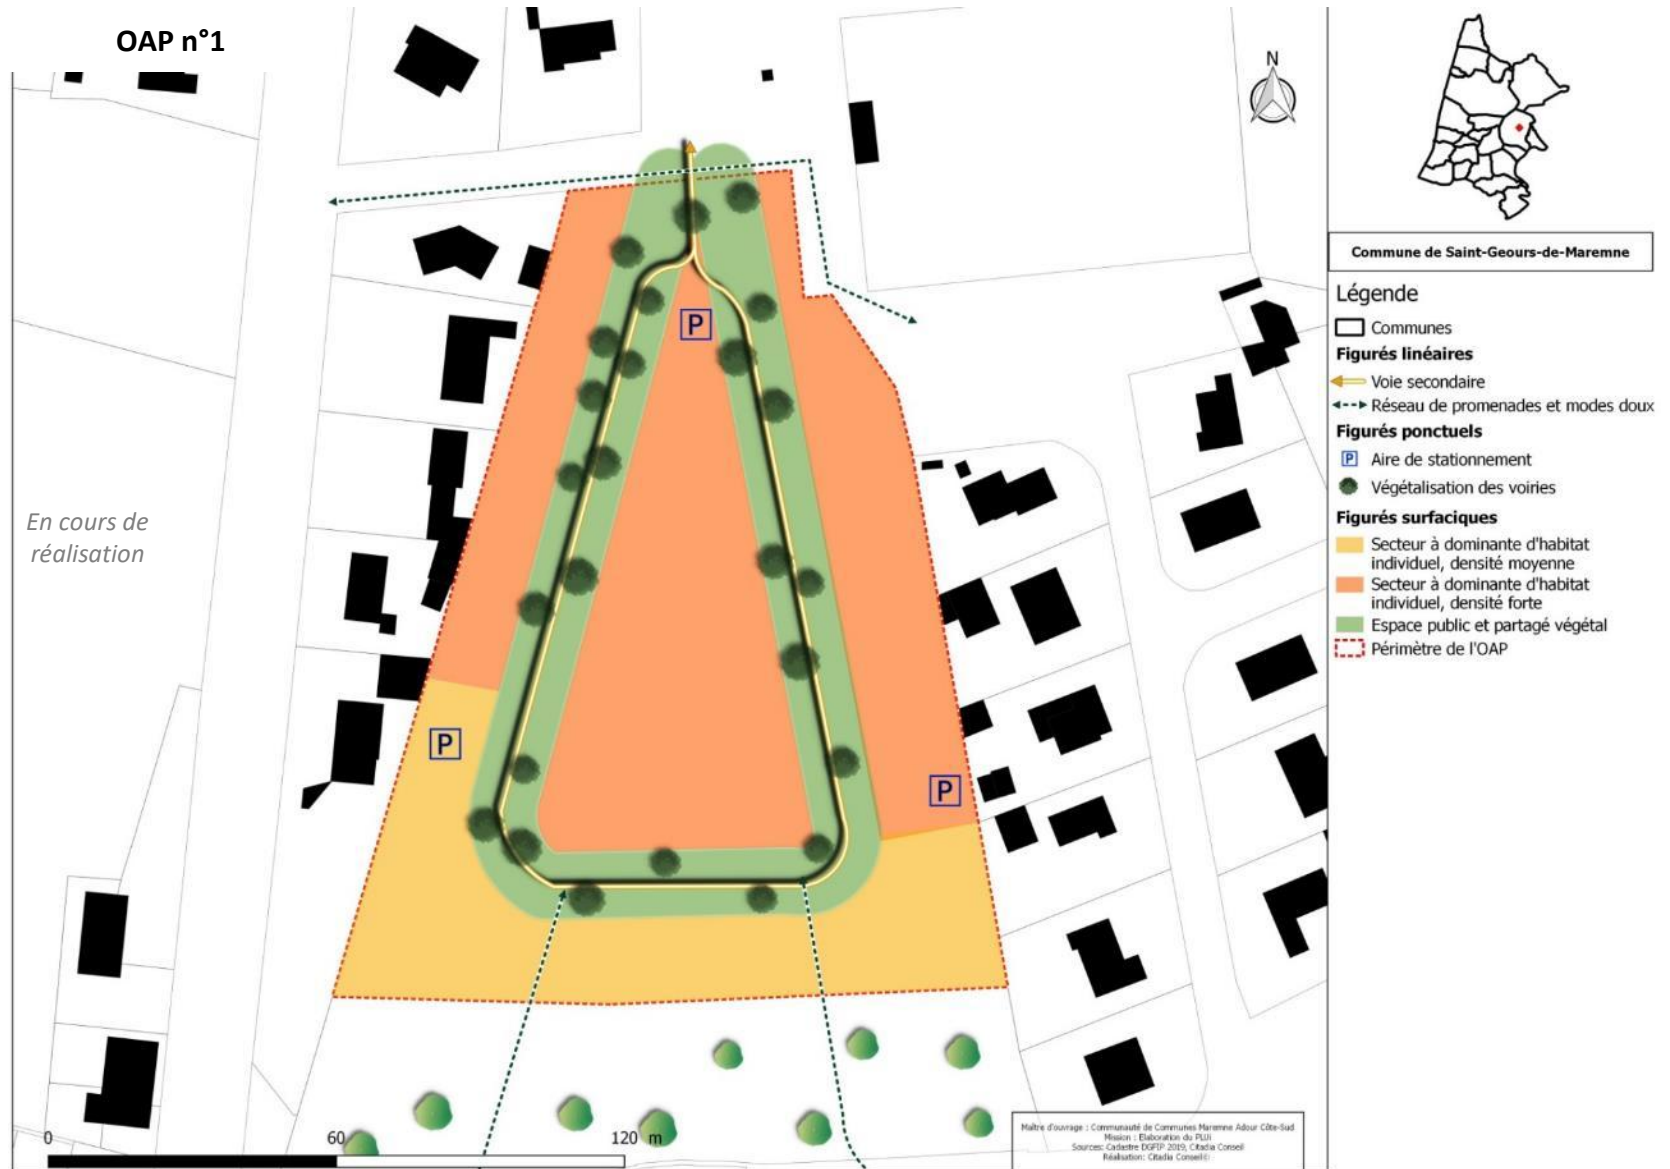 OAP n°1
N
P
En cours de
réalisation
P
P
0
60
120 m
Commune de Saint-Geours-de-Maremne
Légende
Communes
Figurés linéaires
Voie secondaire
Réseau de promenades et modes doux
Figurés ponctuels
P Aire de stationnement
Végétalisation des voiries
Figurés surfaciques
Secteur à dominante d'habitat
individuel, densité moyenne
Secteur à dominante d'habitat
individuel, densité forte
Espace public et partagé végétal
Périmètre de l'OAP
Maître d'ouvrage : Communauté de Communes Maremne Adour Côte-Sud
Mission : Elaboration du PLUi
Sources: Cadastre DGFIP 2019, Citadia Conseil
Réalisation: Citadia Conseil©